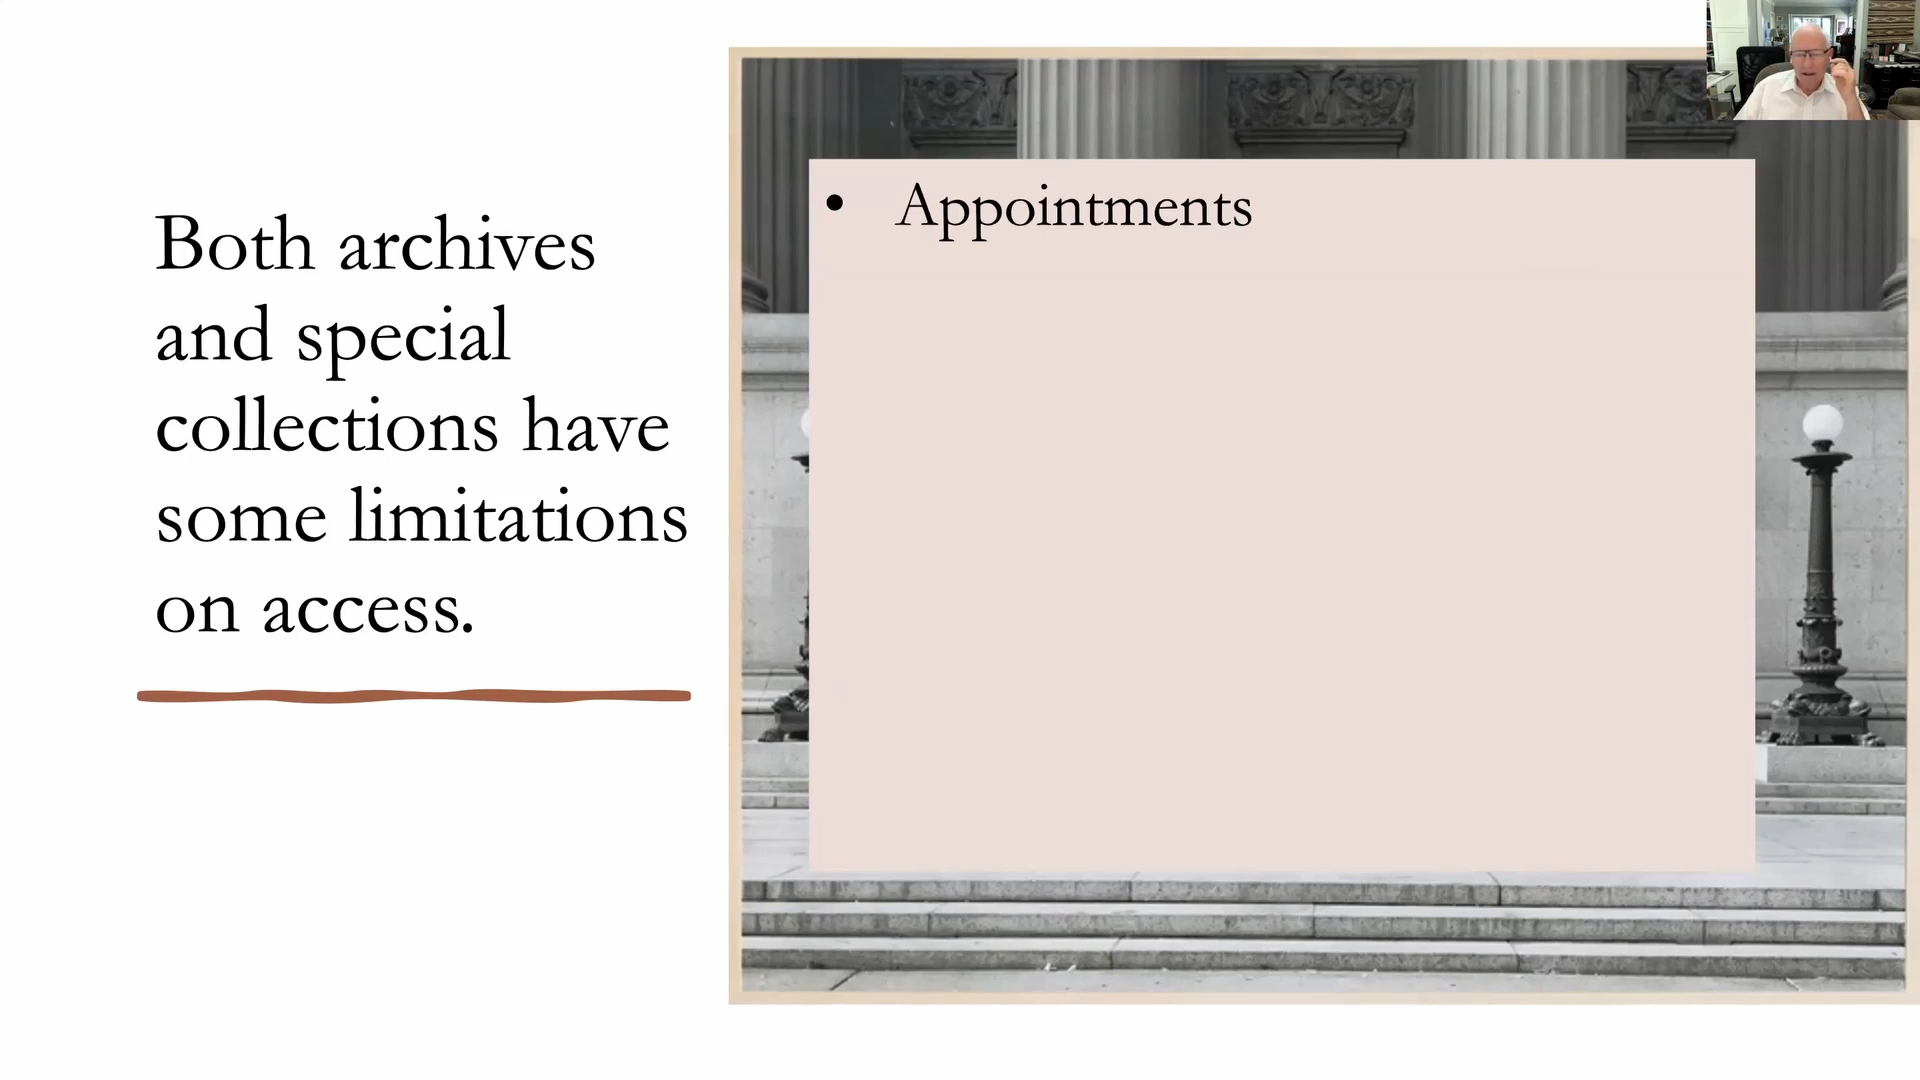 Both archives
and special
collections have
some limitations
on access.
• Appointments